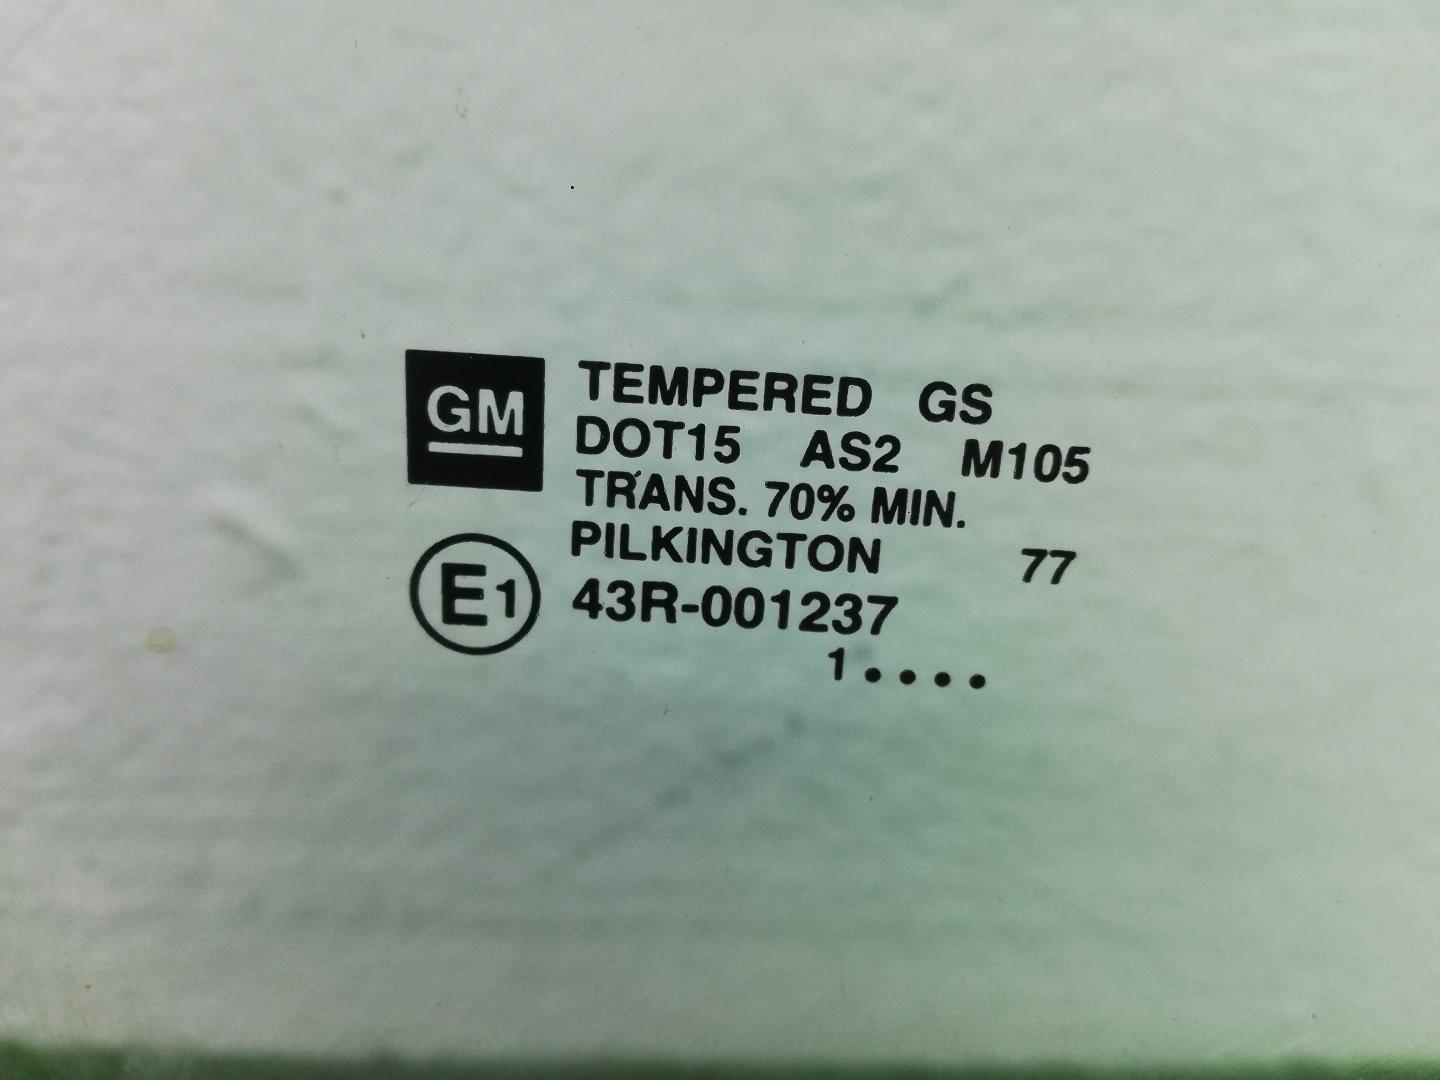 GM
TEMPERED GS
DOT15 AS2 M105
TRANS. 70% MIN.
PILKINGTON 77
E1 43R-001237
1 • • • •